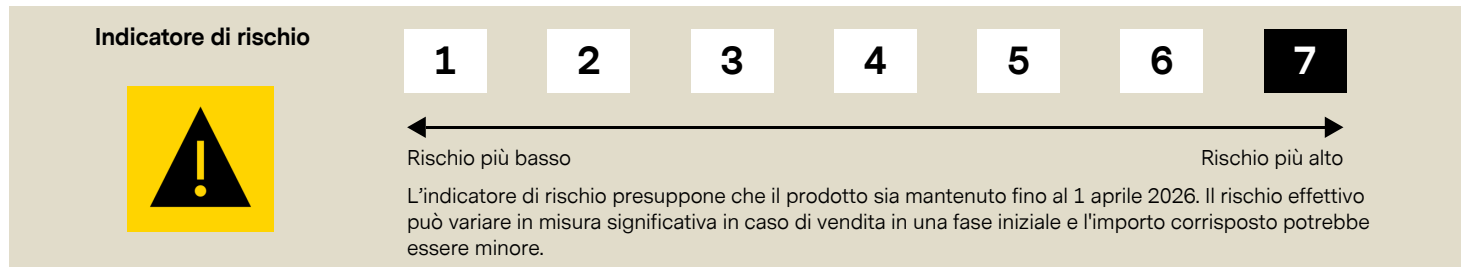 Indicatore di rischio
1 2 3 4 5 6 7
Rischio più basso Rischio più alto
L’indicatore di rischio presuppone che il prodotto sia mantenuto fino al 1 aprile 2026. Il rischio effettivo
può variare in misura significativa in caso di vendita in una fase iniziale e l'importo corrisposto potrebbe
essere minore.